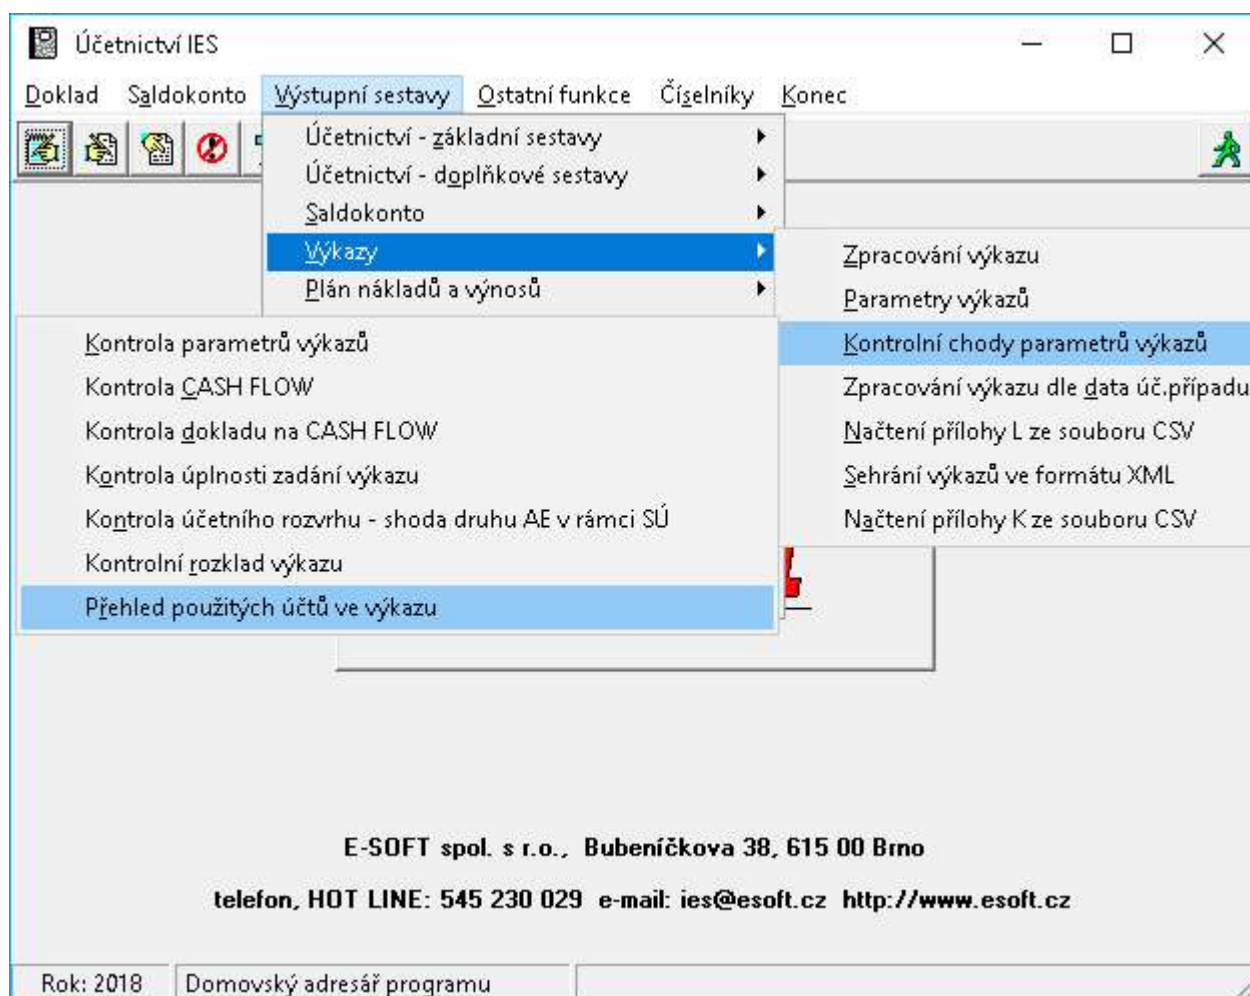 Účetnictví IES
Doklad Saldokonto Výstupní sestavy Ostatní funkce Číselníky Konec
Účetnictví - základní sestavy
Účetnictví - doplňkové sestavy
Saldokonto
Výkazy
Plán nákladů a výnosů
Zpracování výkazu
Parametry výkazů
Kontrolní chody parametrů výkazů
Zpracování výkazu dle data úč.případu
Načtení přílohy L ze souboru CSV
Sehrání výkazů ve formátu XML
Načtení přílohy K ze souboru CSV
Kontrola parametrů výkazů
Kontrola CASH FLOW
Kontrola dokladu na CASH FLOW
Kontrola úplnosti zadání výkazu
Kontrola účetního rozvrhu - shoda druhu AE v rámci SÚ
Kontrolní rozklad výkazu
Přehled použitých účtů ve výkazu
E-SOFT spol. s r.o., Bubeníčkova 38, 615 00 Brno
telefon, HOT LINE: 545 230 029 e-mail: ies@esoft.cz http://www.esoft.cz
Rok: 2018 Domovský adresář programu